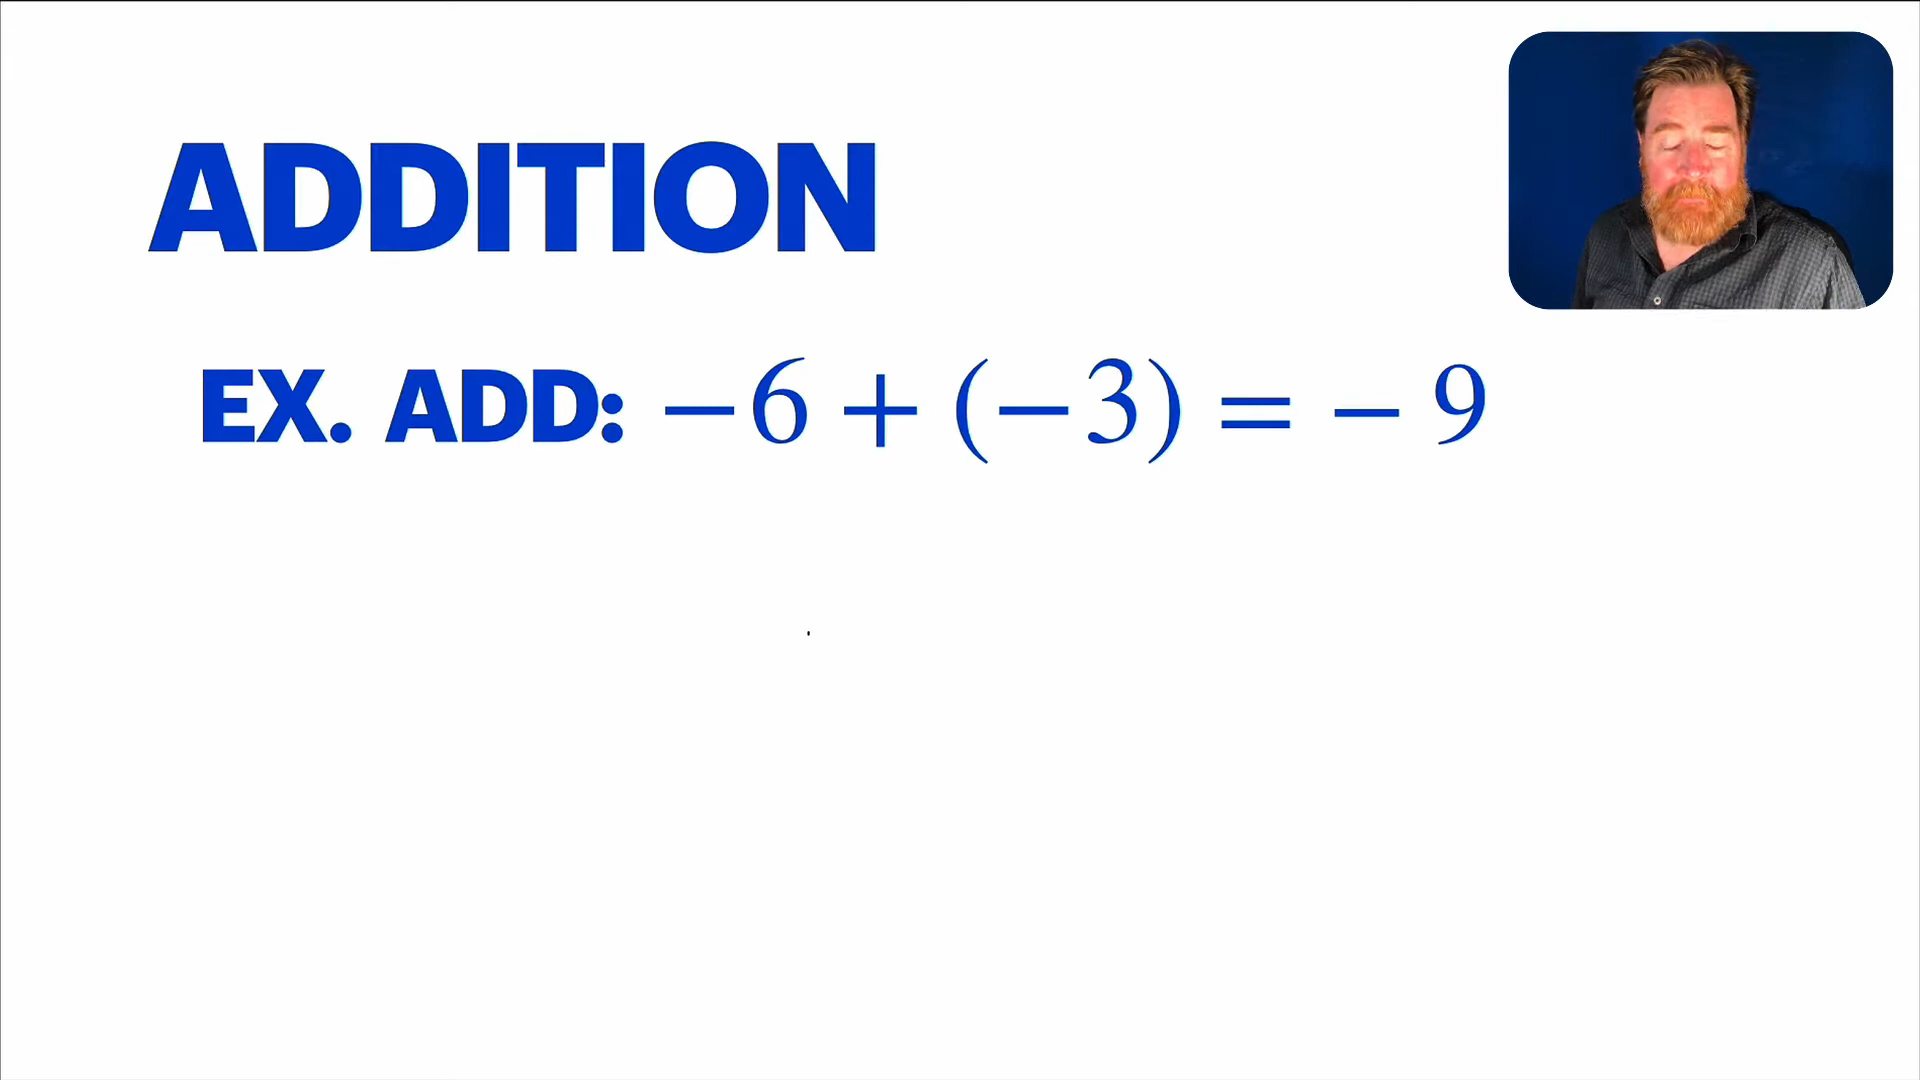 ADDITION
EX. ADD: −6 + (−3) = − 9